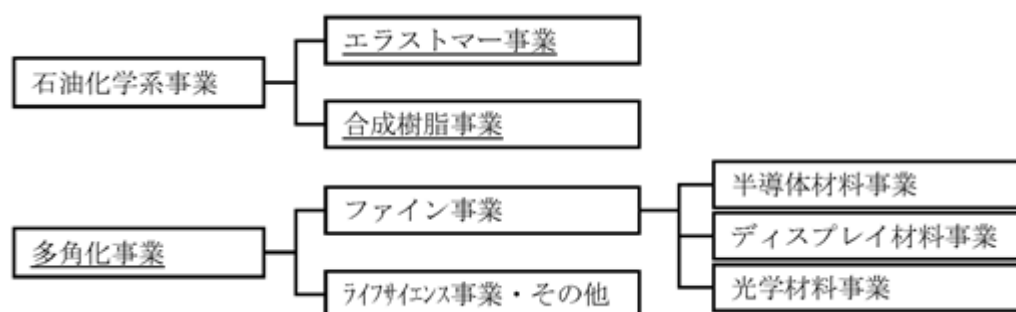 石油化学系事業
エラストマー事業
合成樹脂事業
多角化事業
ファイン事業
ライフサイエンス事業・その他
半導体材料事業
ディスプレイ材料事業
光学材料事業